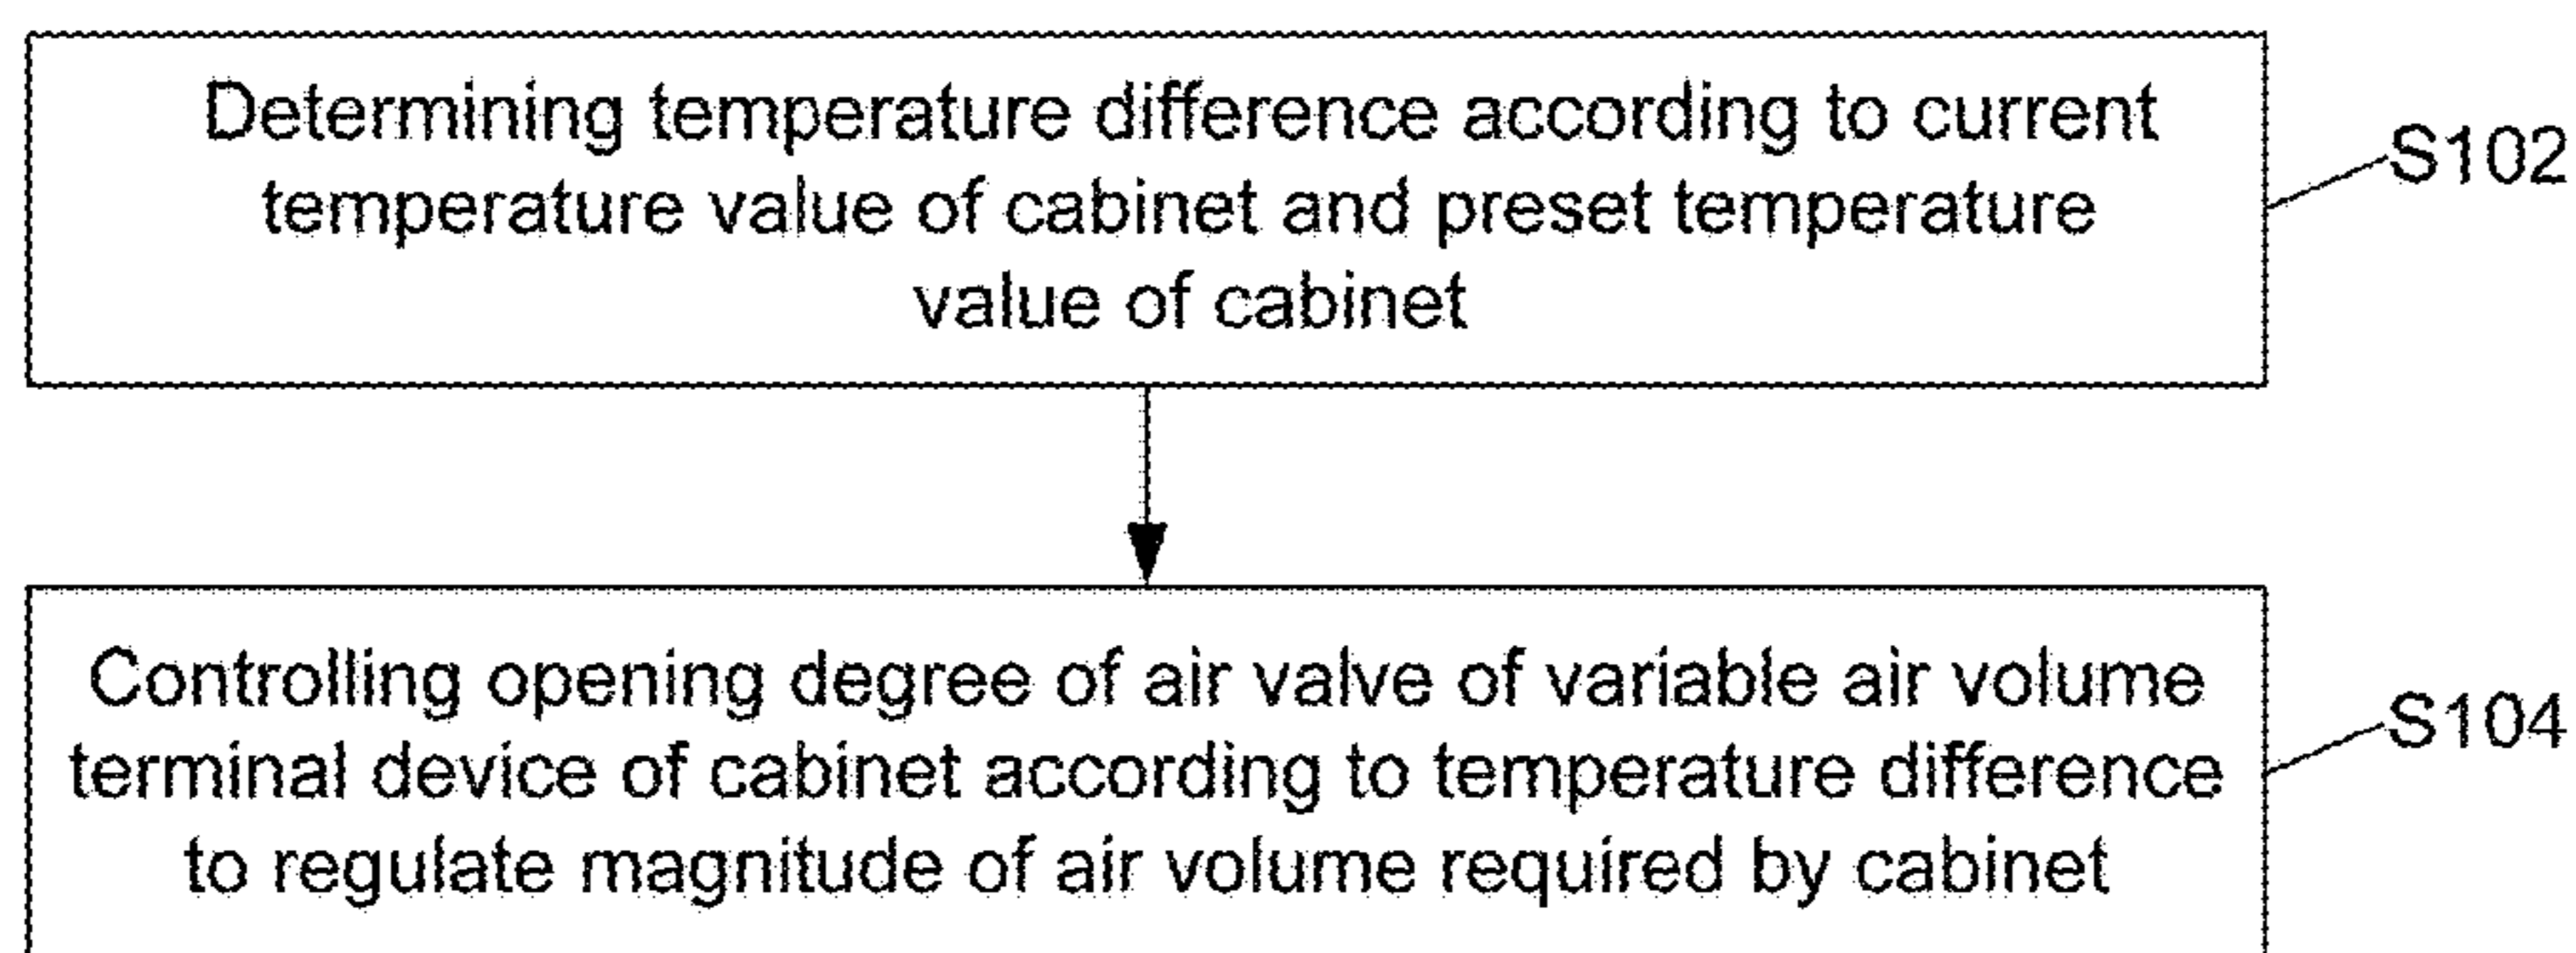 Determining temperature difference according to current
temperature value of cabinet and preset temperature
value of cabinet
S102
Controlling opening degree of air valve of variable air volume
terminal device of cabinet according to temperature difference
to regulate magnitude of air volume required by cabinet
S104